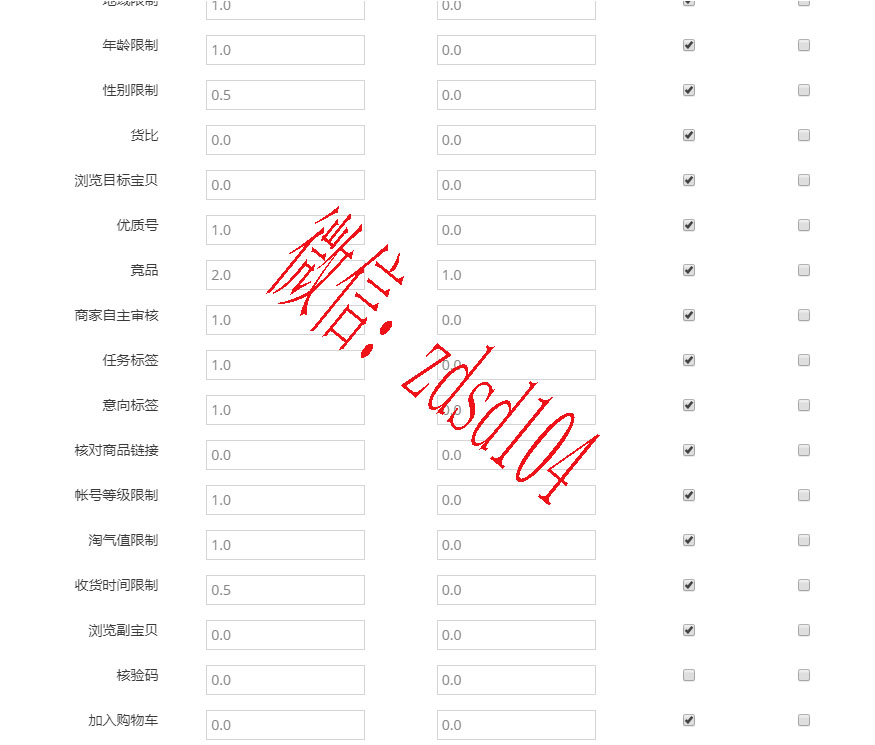 地域限制 1.0 0.0
年龄限制 1.0 0.0
性别限制 0.5 0.0
货比 0.0 0.0
浏览目标宝贝 0.0 0.0
优质号 1.0 0.0
竞品 2.0 1.0
商家自主审核 1.0 0.0
任务标签 1.0 0.0
意向标签 1.0 0.0
核对商品链接 0.0 0.0
帐号等级限制 1.0 0.0
淘气值限制 1.0 0.0
收货时间限制 0.5 0.0
浏览副宝贝 0.0 0.0
核验码 0.0 0.0
加入购物车 0.0 0.0
微信：zdsd104